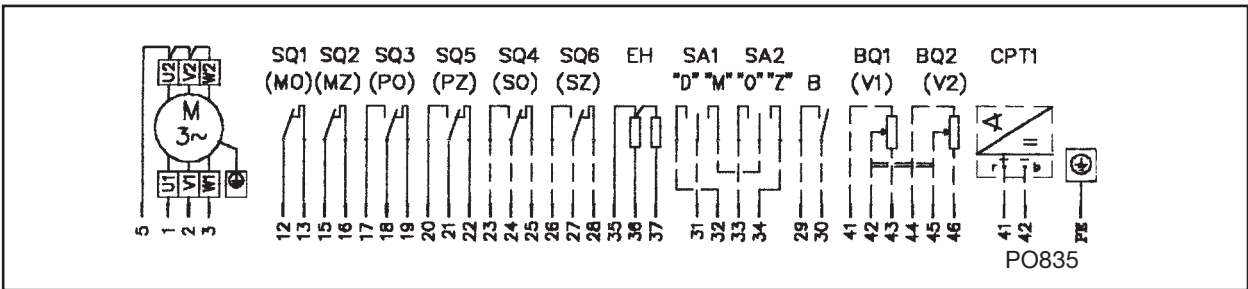 SQ1 SQ2 SQ3 SQ5 SQ4 SQ6 EH SA1 SA2 BQ1 BQ2 CPT1
(MO) (MZ) (PO) (PZ) (SO) (SZ) "D" "M" "O" "Z" B (V1) (V2)
U2 V2 W2
M
3~
A
=
U1 V1 W1
r + - b
5 1 2 3 12 13 15 16 17 18 19 20 21 22 23 24 25 26 27 28 35 36 37 31 32 33 34 29 30 41 42 43 44 45 46 41 42 PE
PO835